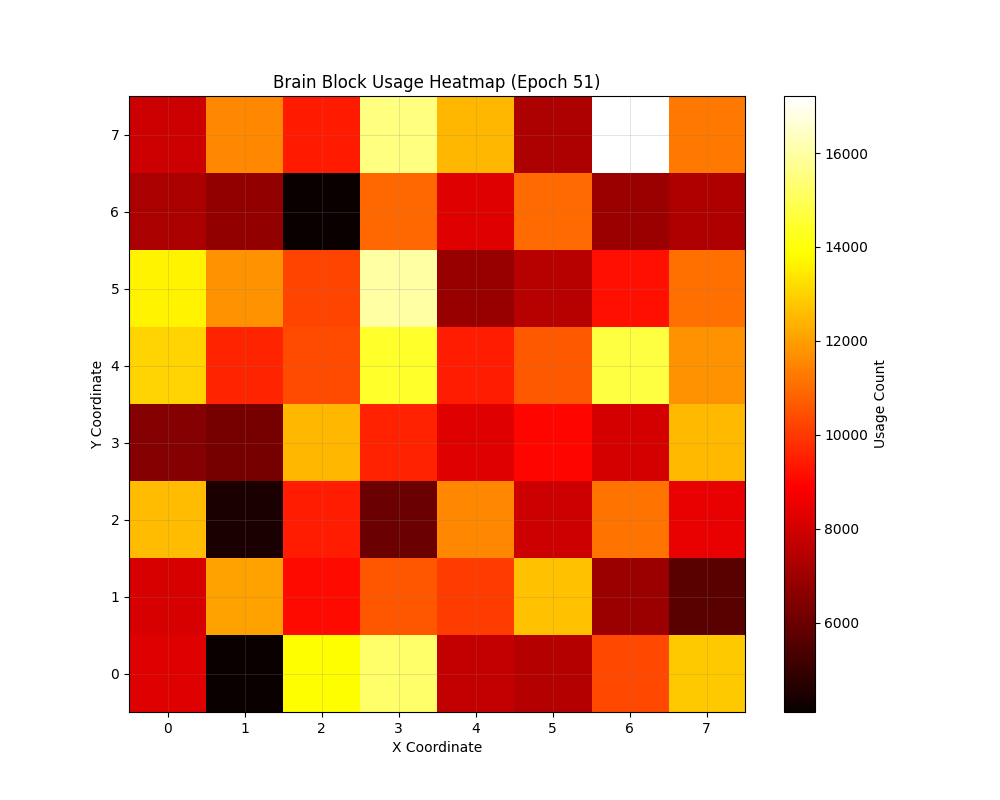 Brain Block Usage Heatmap (Epoch 51)
7
6
5
4
3
2
1
0
Y Coordinate
0 1 2 3 4 5 6 7
X Coordinate
16000
14000
12000
10000
8000
6000
Usage Count